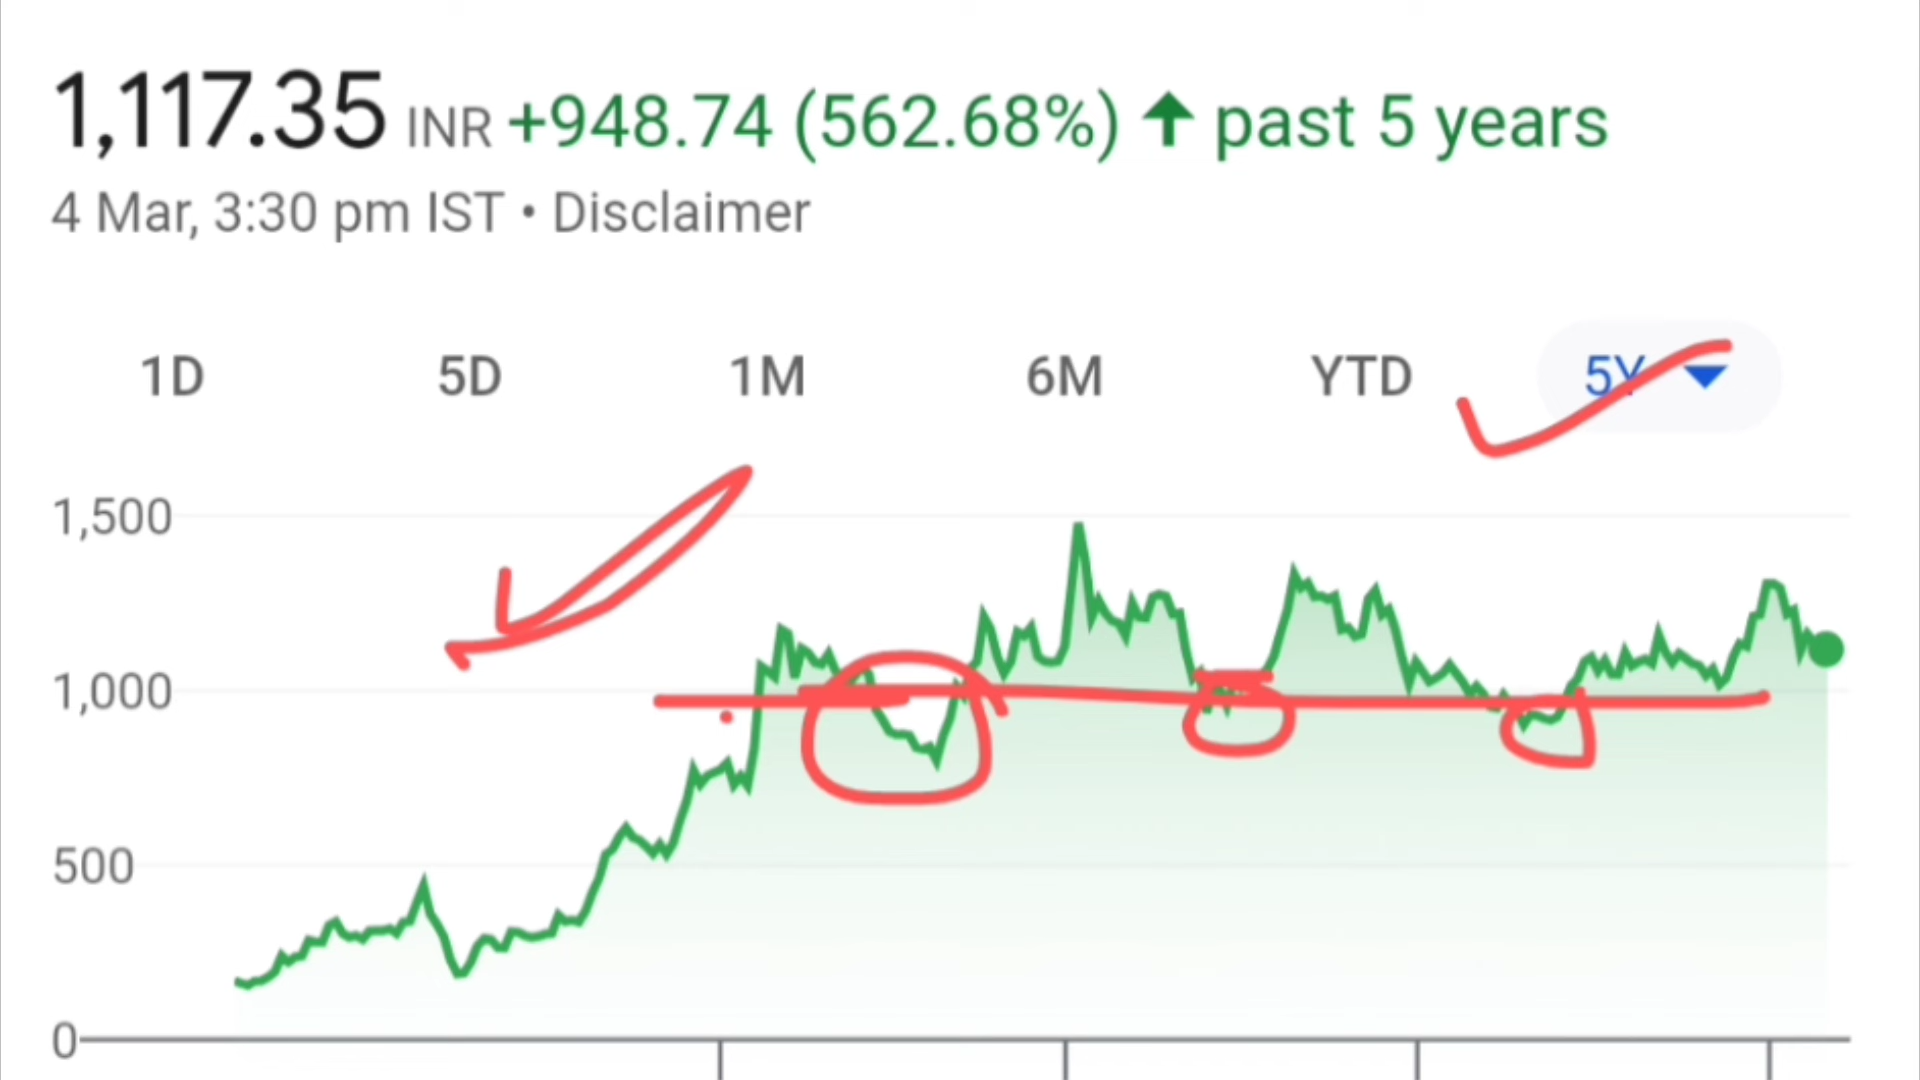 1,117.35 INR +948.74 (562.68%) ↑ past 5 years
4 Mar, 3:30 pm IST • Disclaimer
1D 5D 1M 6M YTD 5Y
1,500
1,000
500
0